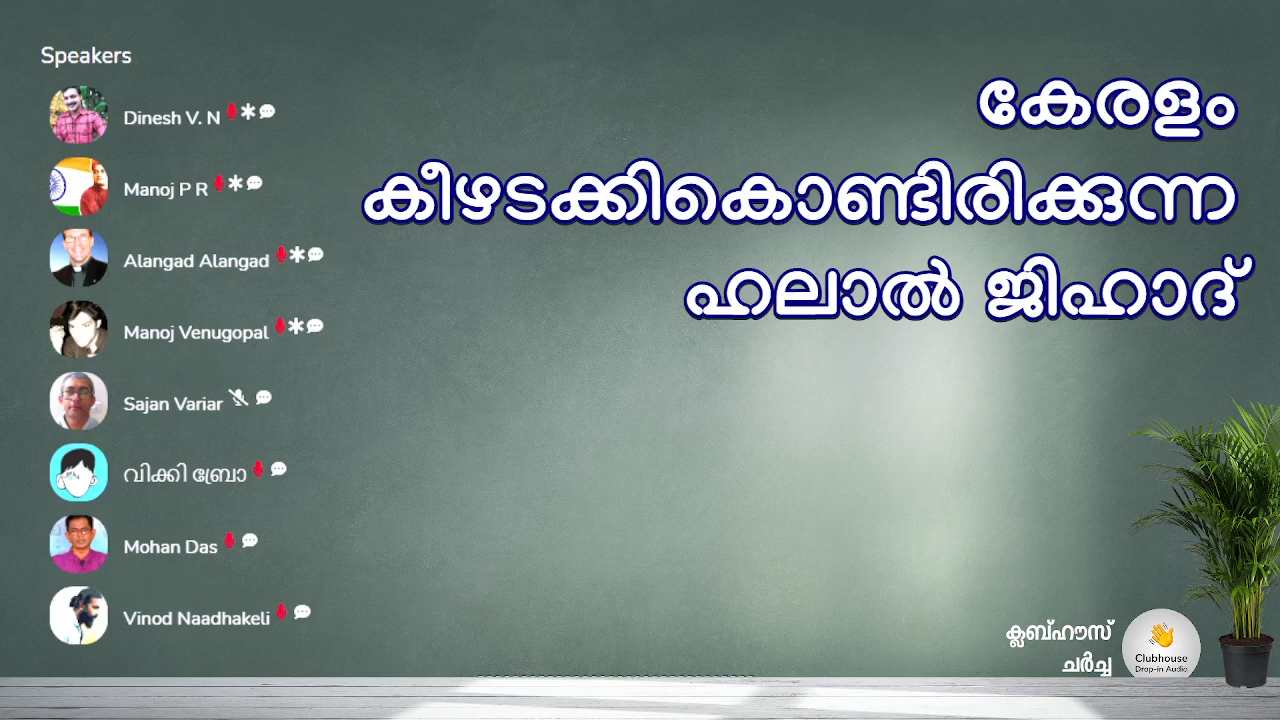 Speakers
Dinesh V. N
Manoj P R
Alangad Alangad
Manoj Venugopal
Sajan Variar
വിക്കി ബ്രോ
Mohan Das
Vinod Naadhakeli
കേരളം
കീഴടക്കികൊണ്ടിരിക്കുന്ന
ഹലാൽ ജിഹാദ്
ക്ലബ്ഹൗസ്
ചർച്ച
Clubhouse
Drop-in Audio